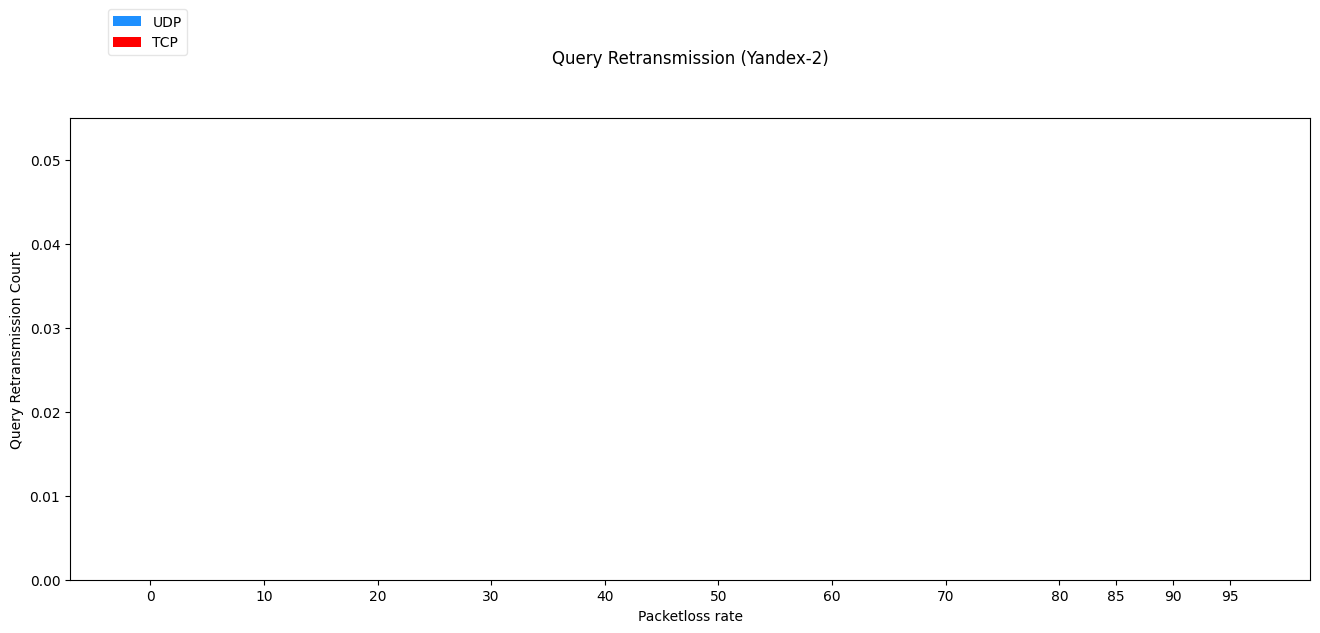 UDP
TCP
Query Retransmission (Yandex-2)
0.05
0.04
0.03
0.02
0.01
0.00
Query Retransmission Count
0 10 20 30 40 50 60 70 80 85 90 95
Packetloss rate